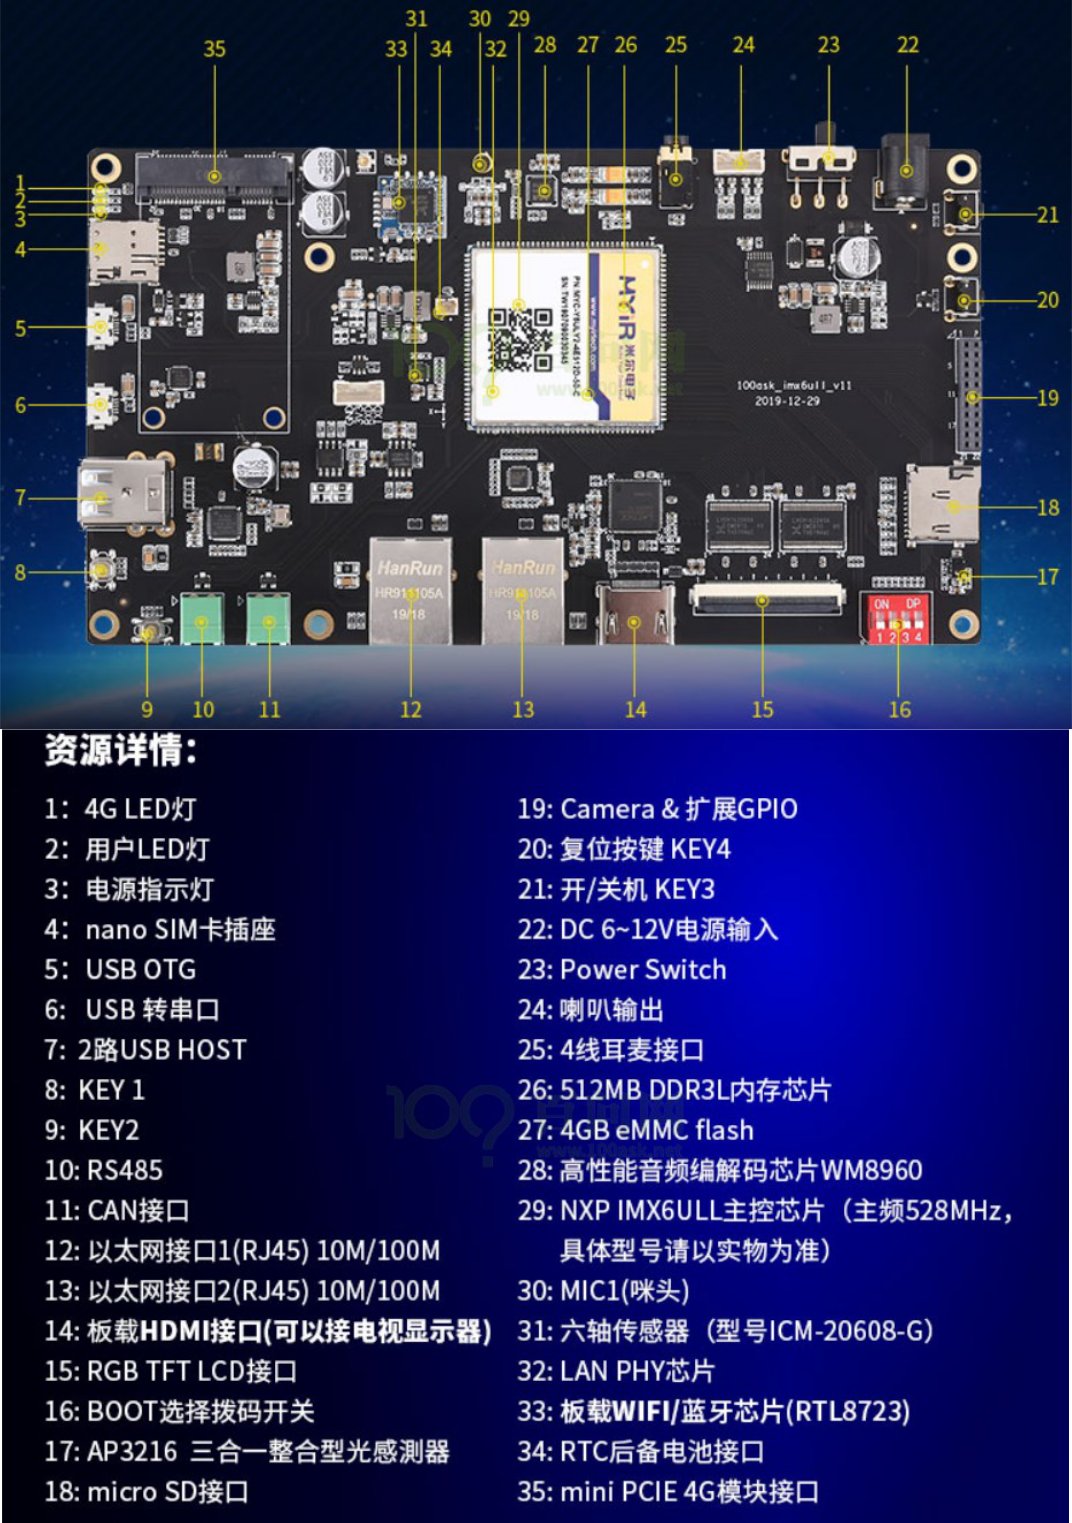 31 30 29
35 33 34 32 28 27 26 25 24 23 22
1
2
3
4
5
6
7
8
21
20
19
18
17
MYiR 米尔电子
www.myirtech.com
100ask_imx6ull_v11
2019-12-29
HanRun HanRun
HR911105A HR911105A
19/18 19/18
ON DP
1 2 3 4
9 10 11 12 13 14 15 16
资源详情：
1：4G LED灯
2：用户LED灯
3：电源指示灯
4：nano SIM卡插座
5：USB OTG
6：USB 转串口
7: 2路USB HOST
8: KEY 1
9: KEY2
10: RS485
11: CAN接口
12: 以太网接口1(RJ45) 10M/100M
13: 以太网接口2(RJ45) 10M/100M
14: 板载HDMI接口(可以接电视显示器)
15: RGB TFT LCD接口
16: BOOT选择拨码开关
17: AP3216 三合一整合型光感测器
18: micro SD接口
19: Camera & 扩展GPIO
20: 复位按键 KEY4
21: 开/关机 KEY3
22: DC 6~12V电源输入
23: Power Switch
24: 喇叭输出
25: 4线耳麦接口
26: 512MB DDR3L内存芯片
27: 4GB eMMC flash
28: 高性能音频编解码芯片WM8960
29: NXP IMX6ULL主控芯片（主频528MHz，
具体型号请以实物为准）
30: MIC1(咪头)
31: 六轴传感器（型号ICM-20608-G）
32: LAN PHY芯片
33: 板载WIFI/蓝牙芯片(RTL8723)
34: RTC后备电池接口
35: mini PCIE 4G模块接口
www.100ask.net